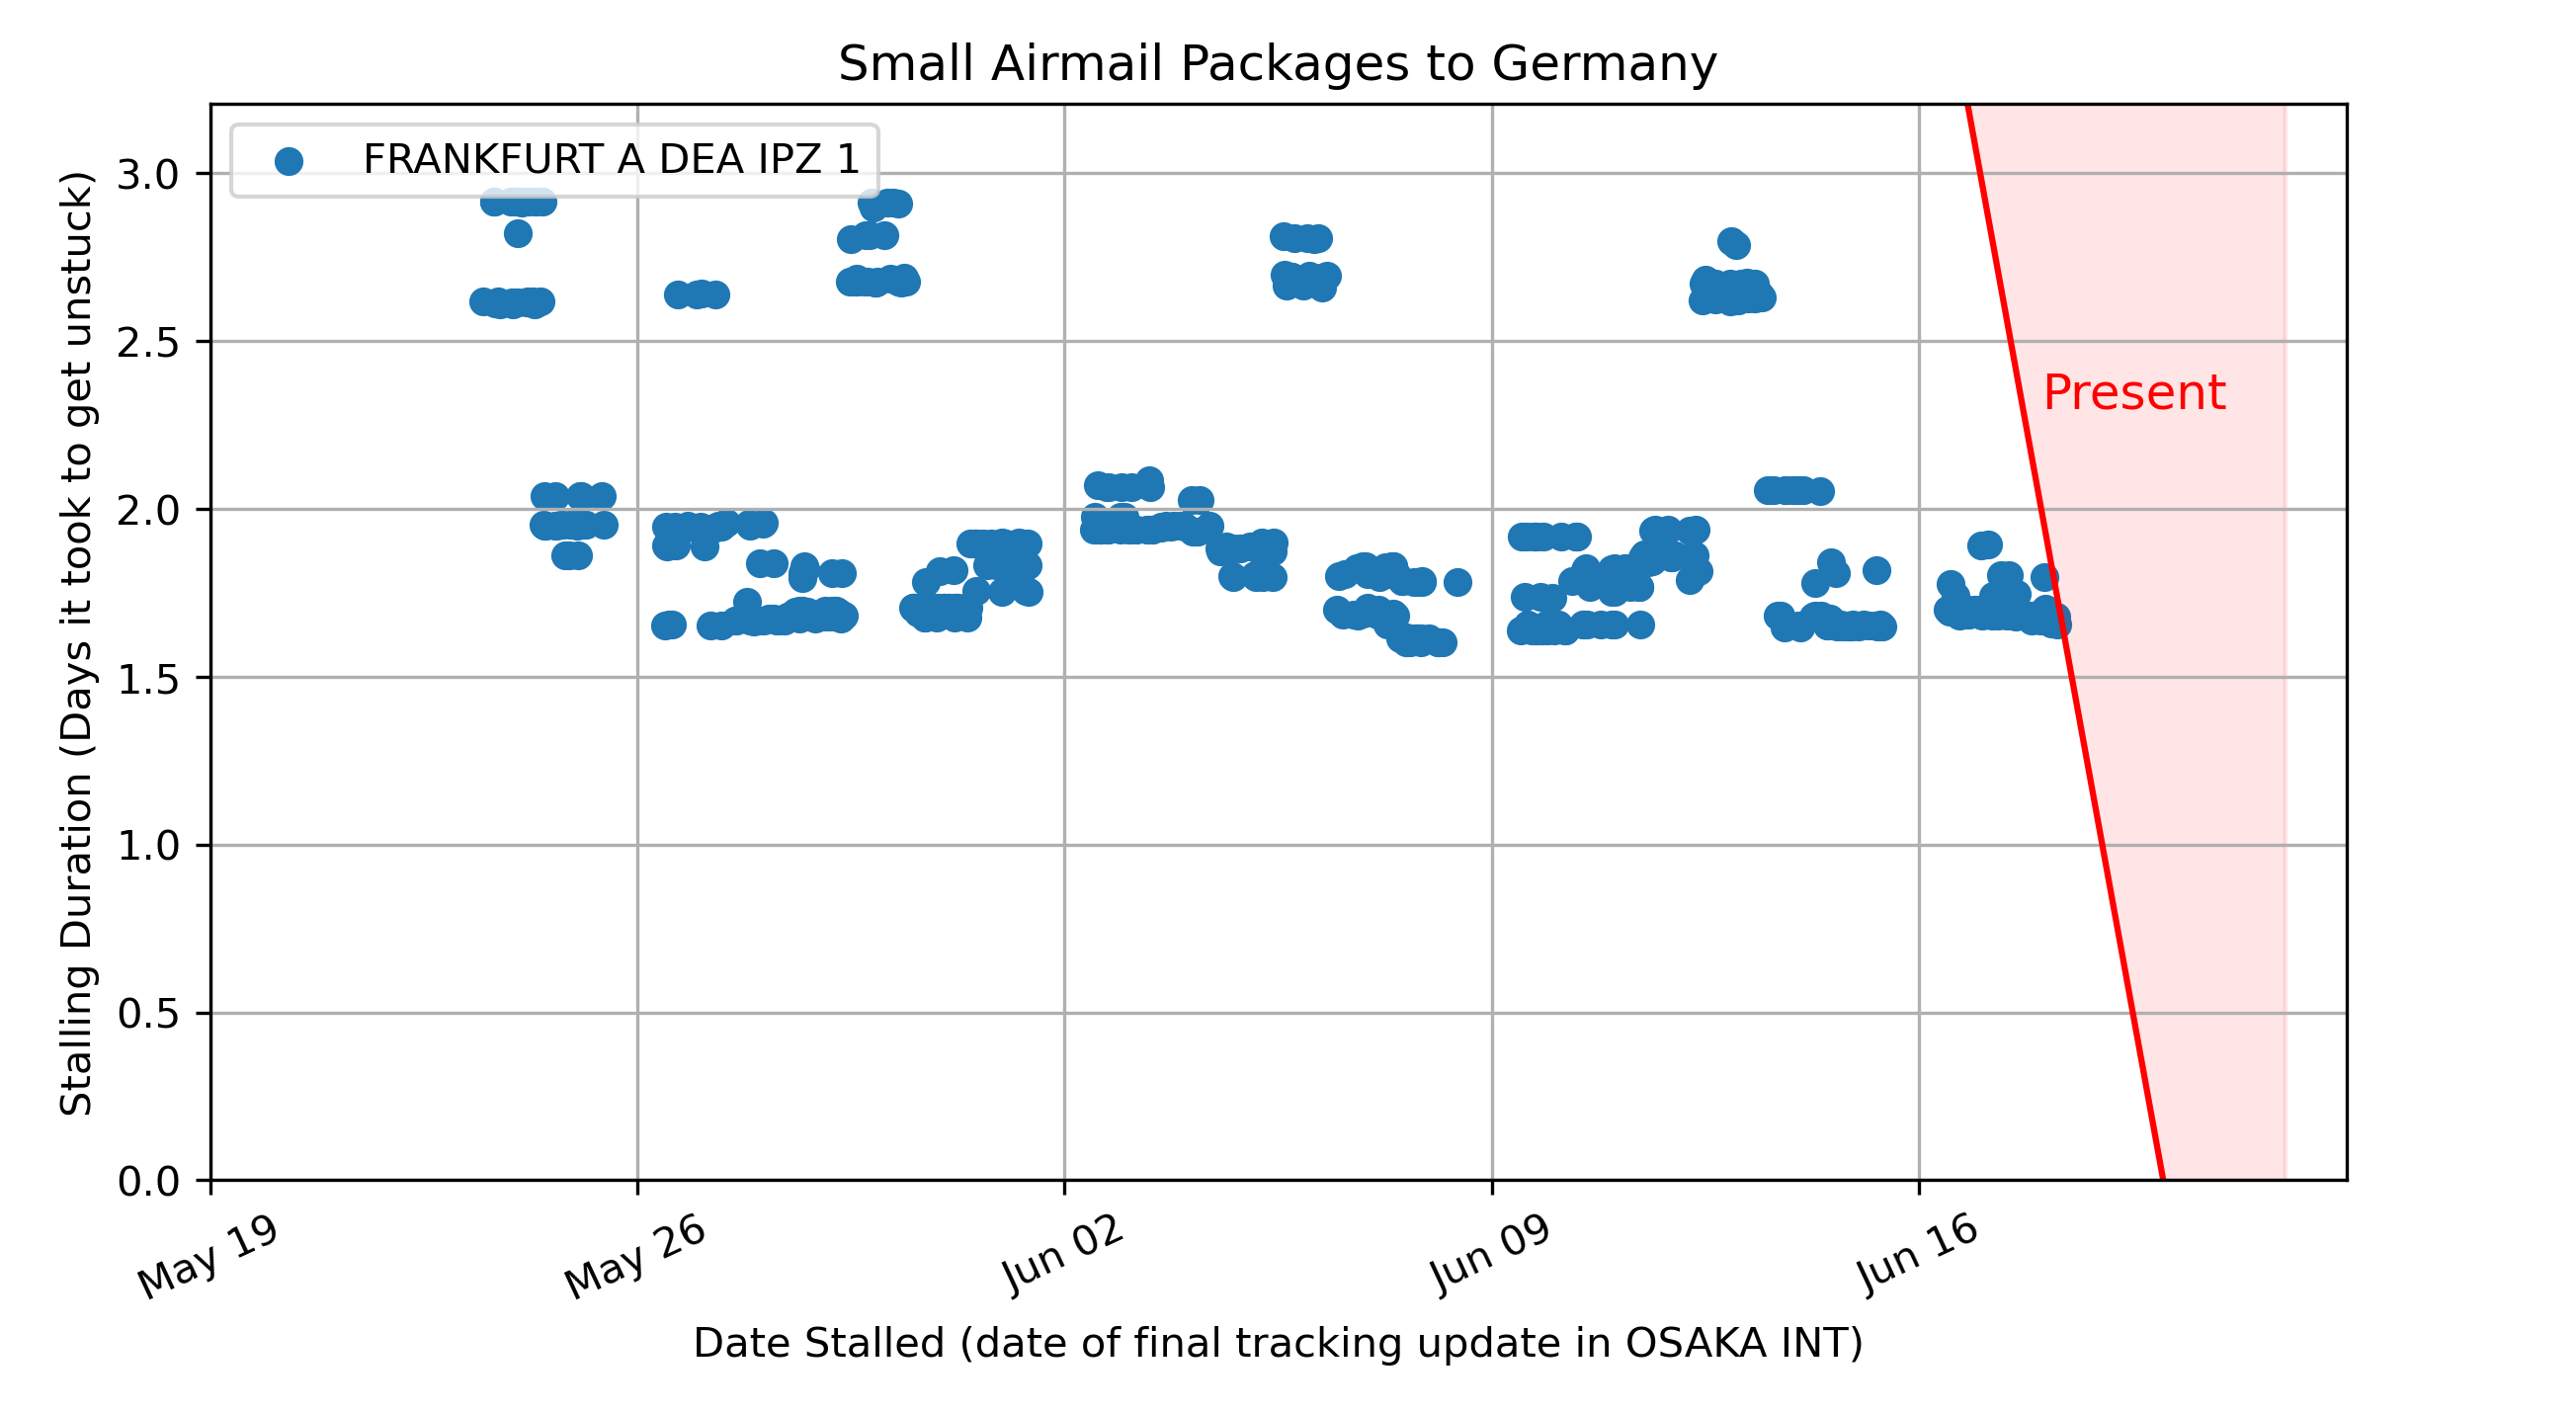 Small Airmail Packages to Germany
FRANKFURT A DEA IPZ 1
3.0
2.5
2.0
1.5
1.0
0.5
0.0
Stalling Duration (Days it took to get unstuck)
Present
May 19
May 26
Jun 02
Jun 09
Jun 16
Date Stalled (date of final tracking update in OSAKA INT)